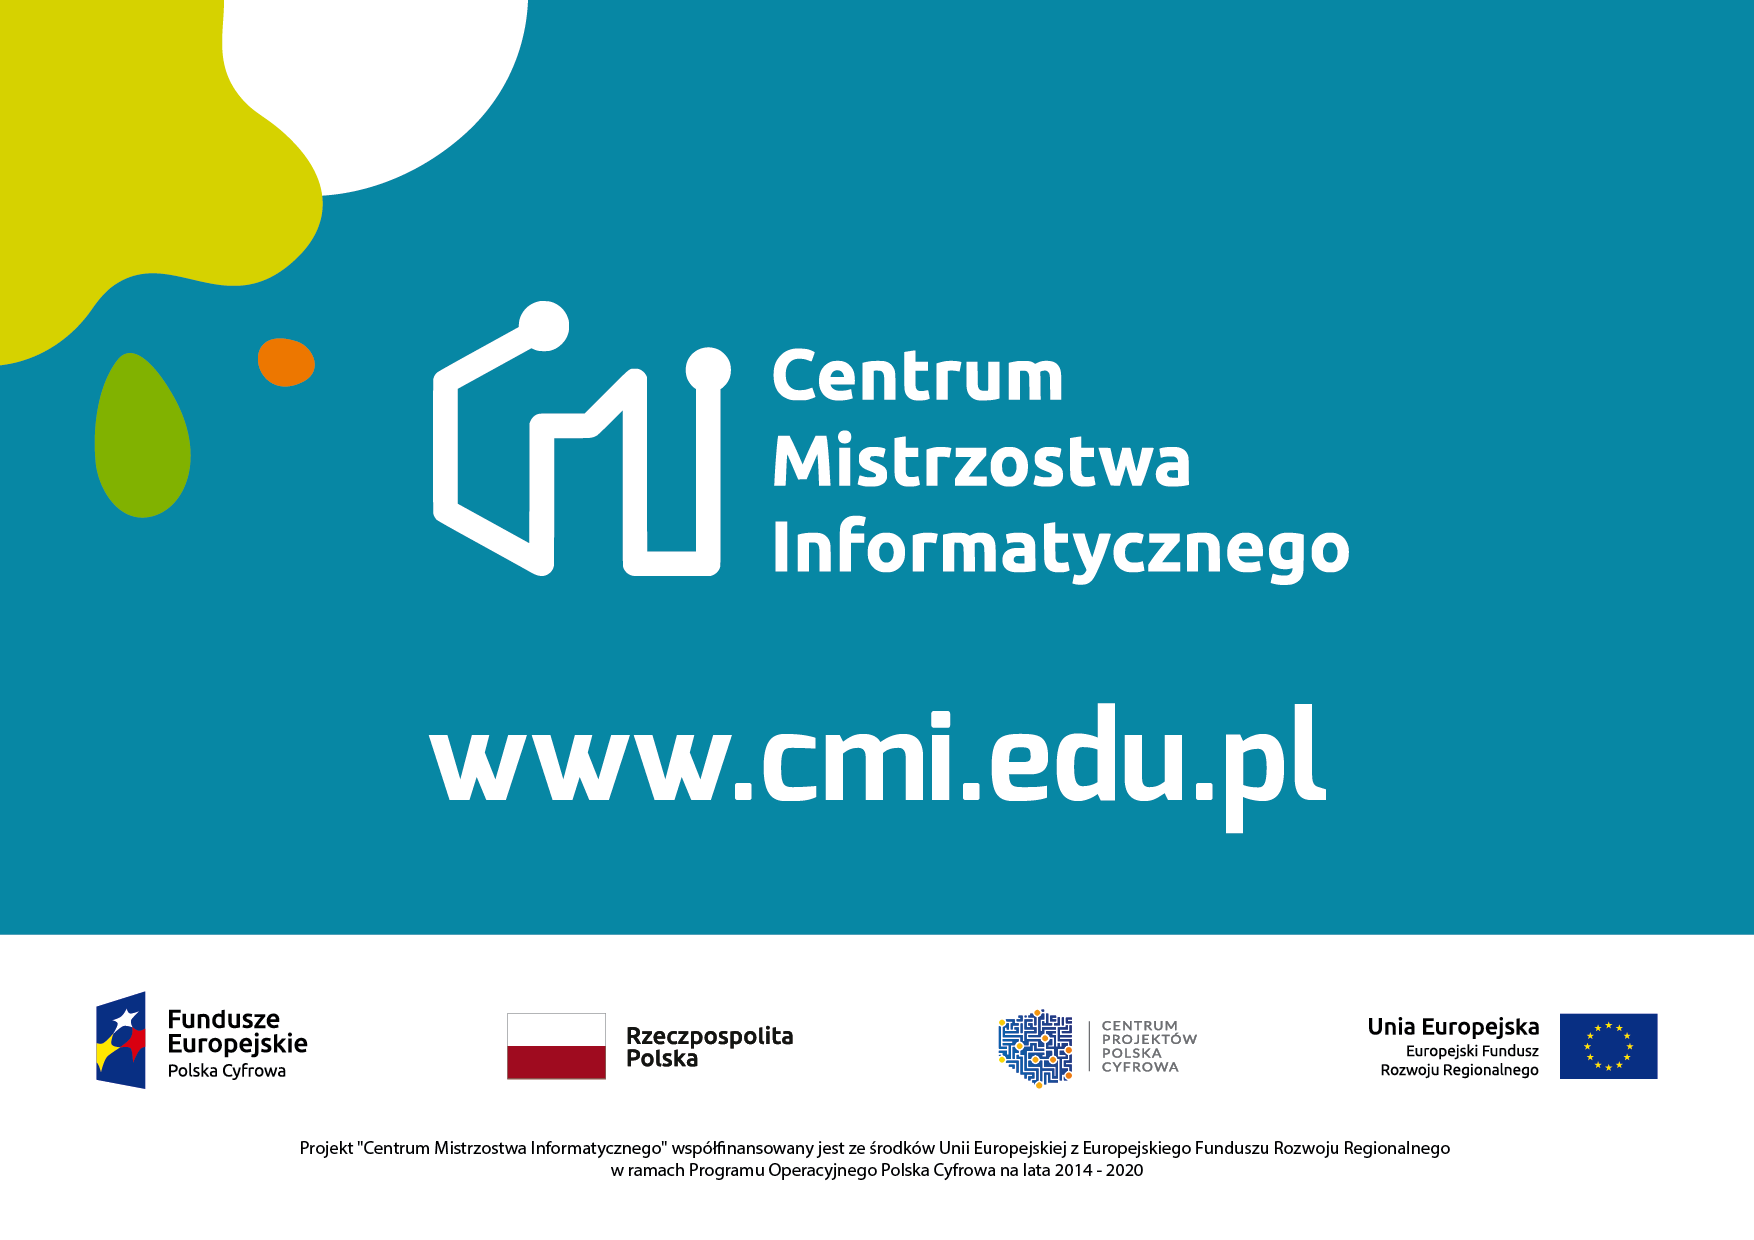 Centrum
Mistrzostwa
Informatycznego
www.cmi.edu.pl
Fundusze
Europejskie
Polska Cyfrowa
Rzeczpospolita
Polska
CENTRUM
PROJEKTÓW
POLSKA
CYFROWA
Unia Europejska
Europejski Fundusz
Rozwoju Regionalnego
Projekt "Centrum Mistrzostwa Informatycznego" współfinansowany jest ze środków Unii Europejskiej z Europejskiego Funduszu Rozwoju Regionalnego
w ramach Programu Operacyjnego Polska Cyfrowa na lata 2014 - 2020